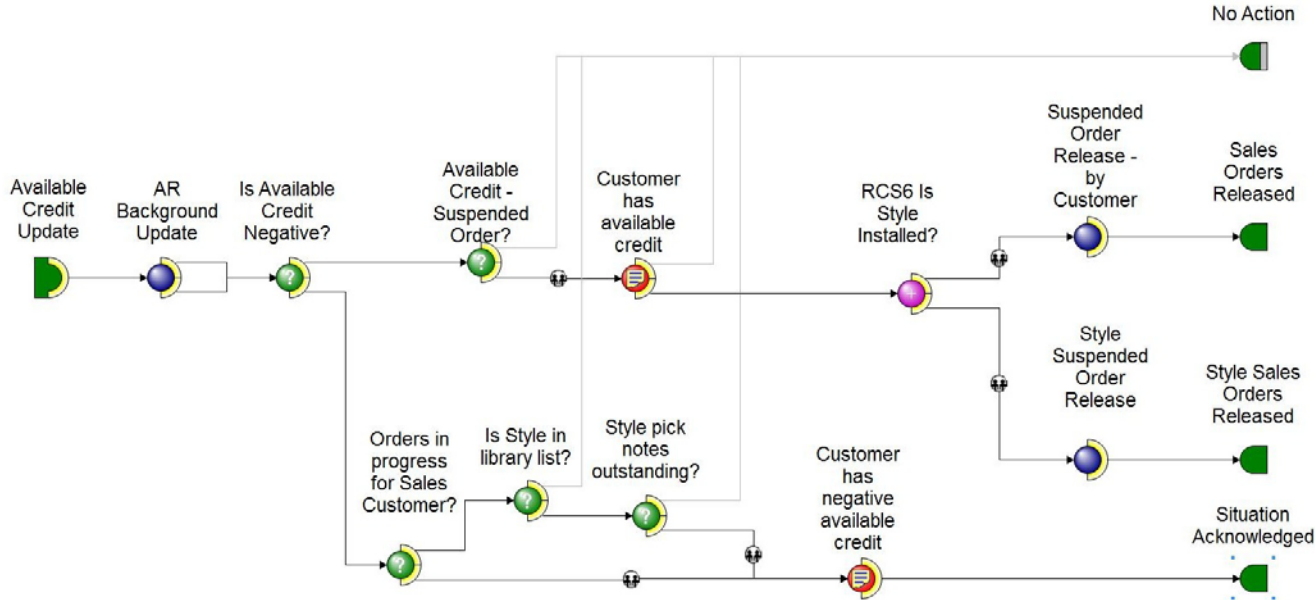 No Action
Suspended
Order
Release -
by
Customer
Sales
Orders
Released
Available
Credit
Update
AR
Background
Update
Is Available
Credit
Negative?
Available
Credit -
Suspended
Order?
Customer
has
available
credit
RCS6 Is
Style
Installed?
Style
Suspended
Order
Release
Style Sales
Orders
Released
Orders in
progress
for Sales
Customer?
Is Style in
library list?
Style pick
notes
outstanding?
Customer
has
negative
available
credit
Situation
Acknowledged